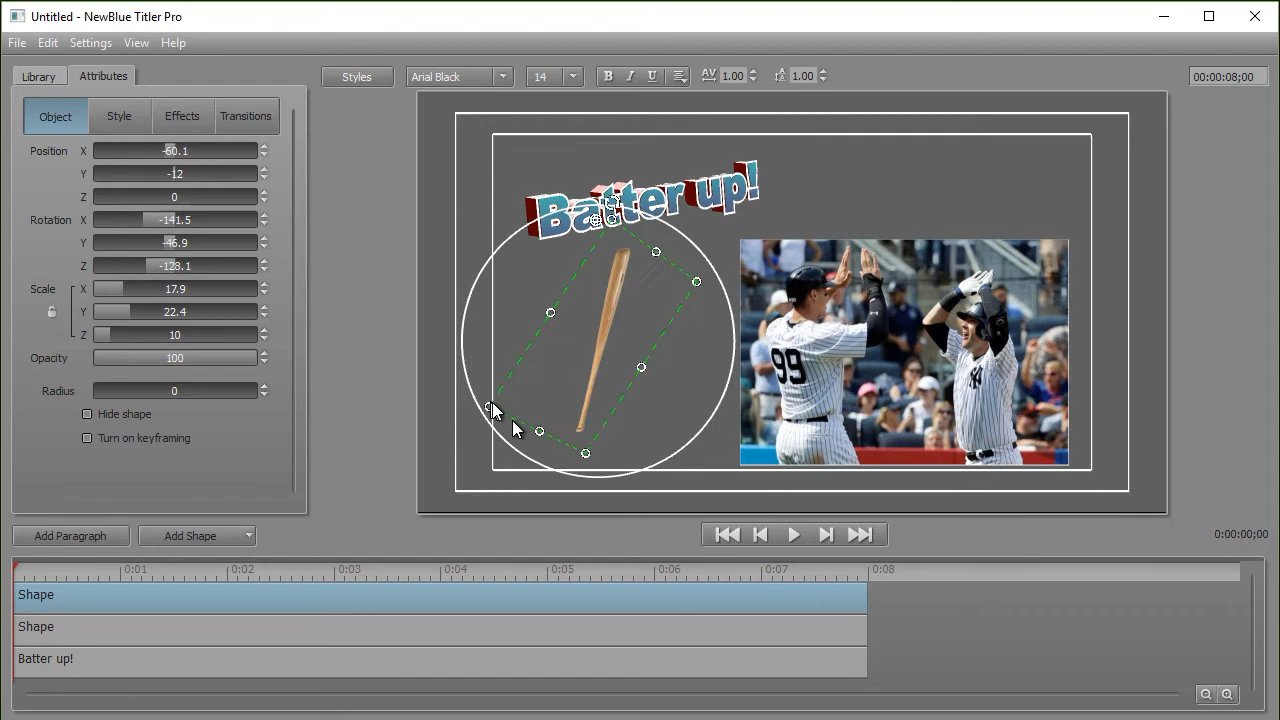 Untitled - NewBlue Titler Pro
File Edit Settings View Help
Library Attributes
Styles Arial Black 14 B I U AV 1.00 A 1.00 00:00:08;00
Object Style Effects Transitions
Position X -60.1
Y -12
Z 0
Rotation X -141.5
Y -46.9
Z -128.1
Scale X 17.9
Y 22.4
Z 10
Opacity 100
Radius 0
Hide shape
Turn on keyframing
Batter up!
99
Add Paragraph Add Shape 0:00:00;00
0:01 0:02 0:03 0:04 0:05 0:06 0:07 0:08
Shape
Shape
Batter up!